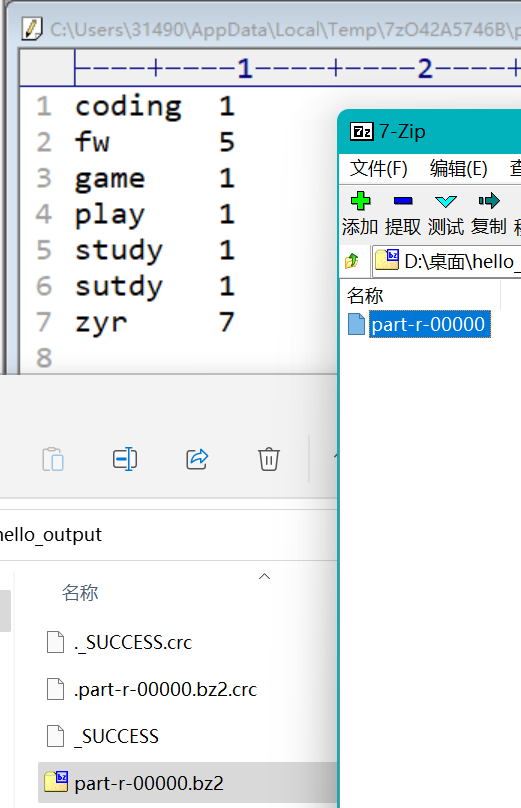 C:\Users\31490\AppData\Local\Temp\7zO42A5746B\p
1 2
1 coding 1
2 fw 5
3 game 1
4 play 1
5 study 1
6 sutdy 1
7 zyr 7
8
7-Zip
文件(F) 编辑(E)
添加 提取 测试 复制
D:\桌面\hello_
名称
part-r-00000
hello_output
名称
._SUCCESS.crc
.part-r-00000.bz2.crc
_SUCCESS
part-r-00000.bz2